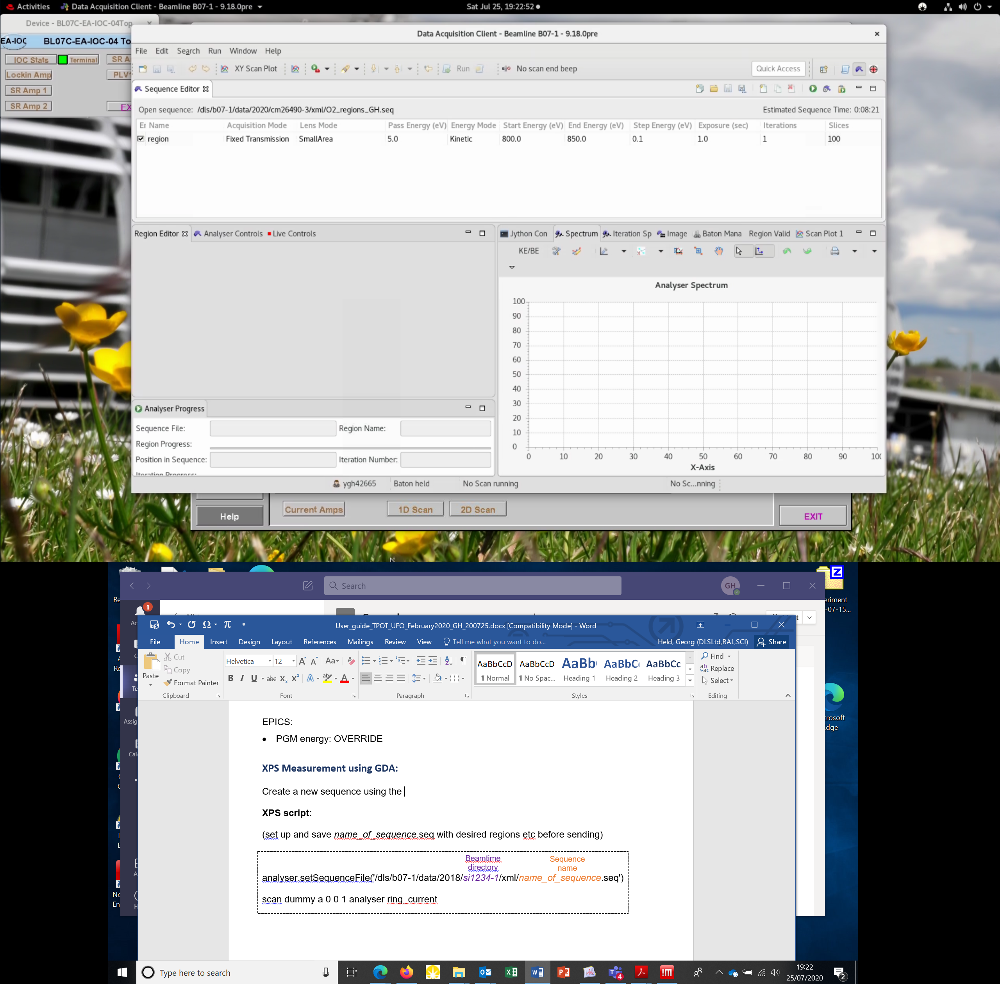 Activities
Data Acquisition Client - Beamline B07-1 - 9.18.0pre
Sat Jul 25, 19:22:52
Device - BL07C-EA-IOC-04Top
EA-IOC
BL07C-EA-IOC-04 To
IOC Stats
Terminal
SR A
Lockin Amp
PLV
SR Amp 1
SR Amp 2
EX
Data Acquisition Client - Beamline B07-1 - 9.18.0pre
File Edit Search Run Window Help
XY Scan Plot
Run
No scan end beep
Quick Access
Sequence Editor
Open sequence: /dls/b07-1/data/2020/cm26490-3/xml/O2_regions_GH.seq
Estimated Sequence Time: 0:08:21
Er Name Acquisition Mode Lens Mode Pass Energy (eV) Energy Mode Start Energy (eV) End Energy (eV) Step Energy (eV) Exposure (sec) Iterations Slices
region Fixed Transmission SmallArea 5.0 Kinetic 800.0 850.0 0.1 1.0 1 100
Region Editor Analyser Controls Live Controls
Jython Con Spectrum Iteration Sp Image Baton Mana Region Valid Scan Plot 1
KE/BE
Analyser Spectrum
100
90
80
70
60
50
40
30
20
10
0
0 10 20 30 40 50 60 70 80 90 100
X-Axis
Analyser Progress
Sequence File:
Region Name:
Region Progress:
Position in Sequence:
Iteration Number:
Iteration Progress:
ygh42665
Baton held
No Scan running
No Sc...nning
Help
Current Amps
1D Scan
2D Scan
EXIT
Search
GH
Z
eriment
-07-15...
1
User_guide_TPOT_UFO_February2020_GH_200725.docx [Compatibility Mode] - Word
File Home Insert Design Layout References Mailings Review View Tell me what you want to do...
Held, Georg (DLSLtd,RAL,SCI)
Share
Paste
Cut
Copy
Format Painter
Clipboard
Helvetica
12
Font
Paragraph
AaBbCcD AaBbCcD AaBb( AaBbC( AaBbCc
¶ Normal ¶ No Spac... Heading 1 Heading 2 Heading 3
Styles
Find
Replace
Select
Editing
Assig
Cale
crosoft
dge
EPICS:
• PGM energy: OVERRIDE
XPS Measurement using GDA:
Create a new sequence using the
XPS script:
(set up and save name_of_sequence.seq with desired regions etc before sending)
Beamtime
directory
Sequence
name
analyser.setSequenceFile('/dls/b07-1/data/2018/si1234-1/xml/name_of_sequence.seq')
scan dummy a 0 0 1 analyser ring_current
Type here to search
4
19:22
25/07/2020
2